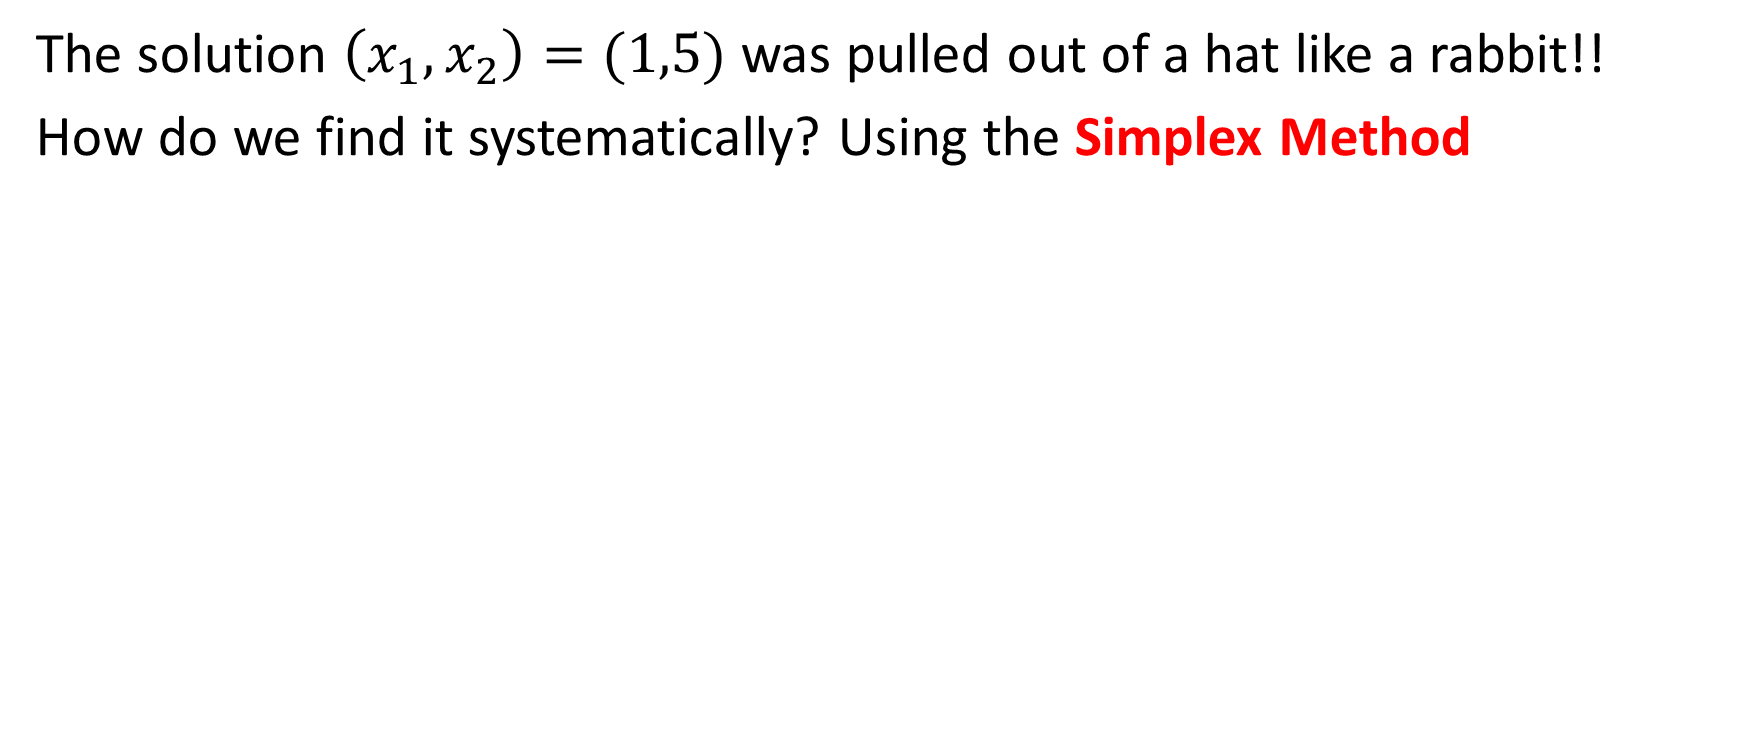 The solution (x₁, x₂) = (1,5) was pulled out of a hat like a rabbit!!
How do we find it systematically? Using the Simplex Method